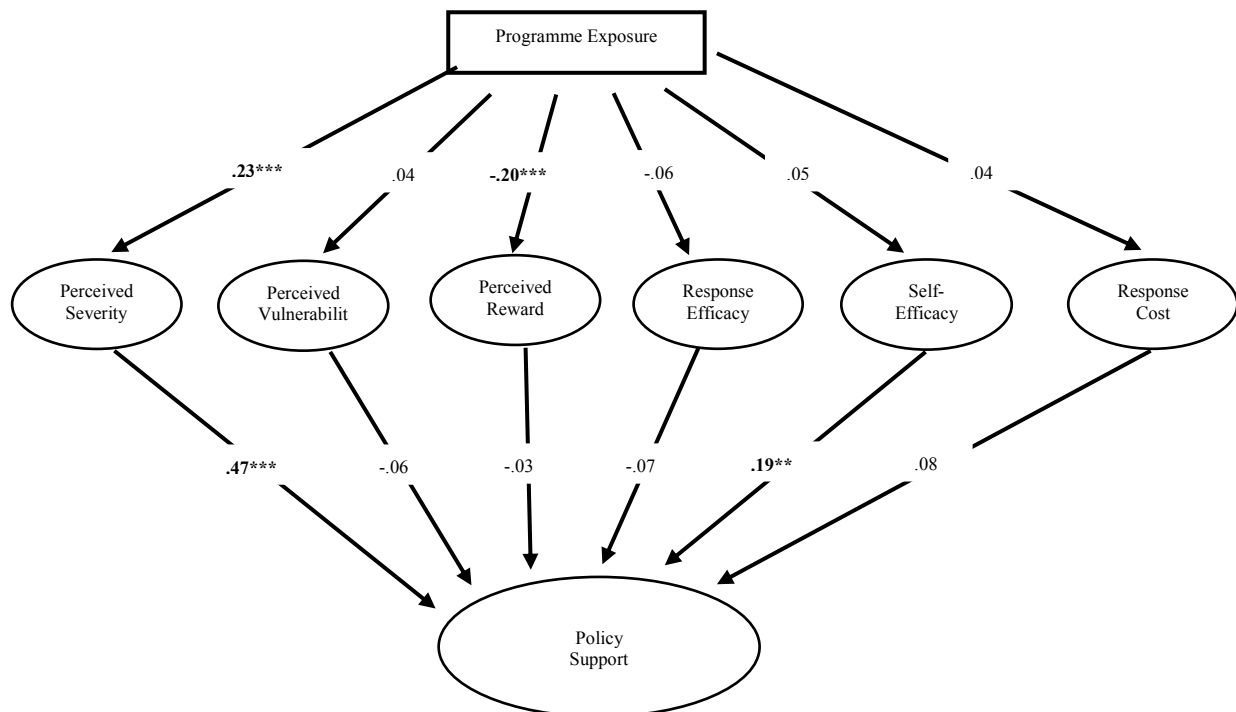 Programme Exposure
.23***
.04
-.20***
-.06
.05
.04
Perceived
Severity
Perceived
Vulnerabilit
Perceived
Reward
Response
Efficacy
Self-
Efficacy
Response
Cost
.47***
-.06
-.03
-.07
.19**
.08
Policy
Support